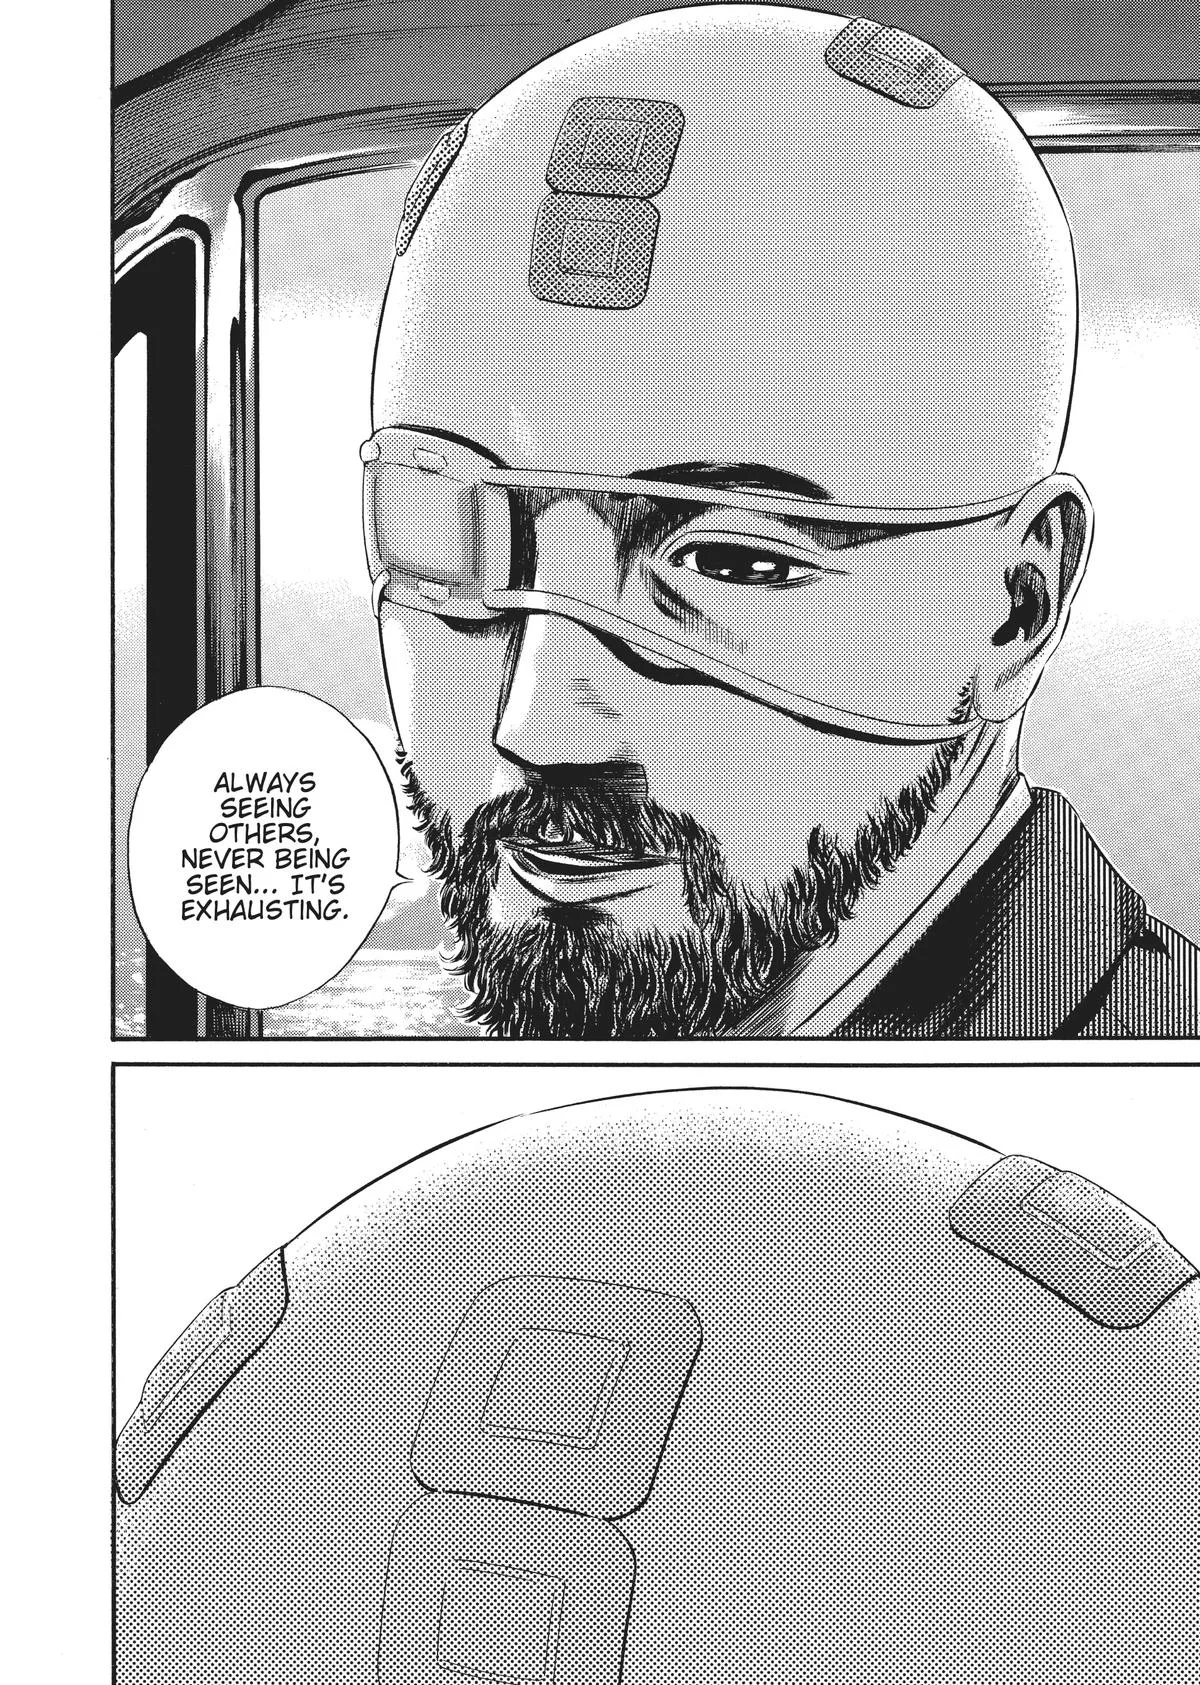 ALWAYS
SEEING
OTHERS,
NEVER BEING
SEEN... IT'S
EXHAUSTING.